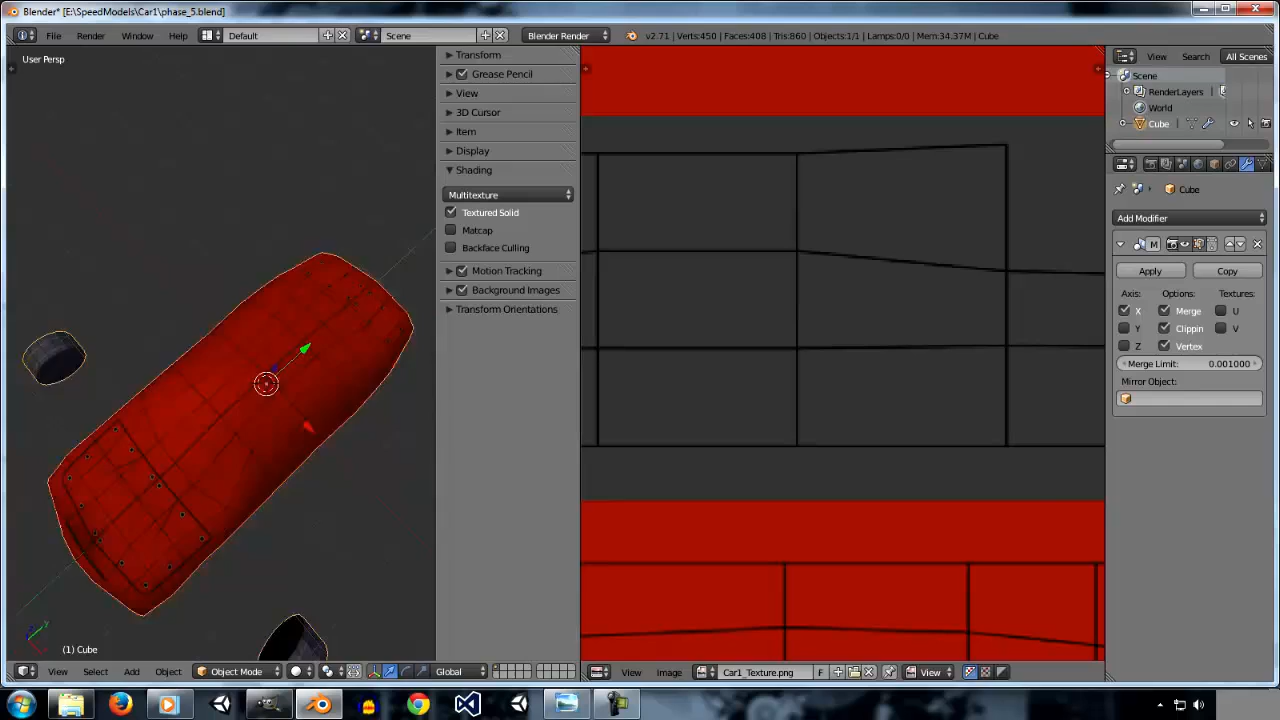 Blender* [E:\SpeedModels\Car1\phase_5.blend]
File Render Window Help Default Scene Blender Render v2.71 | Verts:450 | Faces:408 | Tris:860 | Objects:1/1 | Lamps:0/0 | Mem:34.37M | Cube
View Search All Scenes
User Persp
Transform
Grease Pencil
View
3D Cursor
Item
Display
Shading
Multitexture
Textured Solid
Matcap
Backface Culling
Motion Tracking
Background Images
Transform Orientations
Scene
RenderLayers
World
Cube
Cube
Add Modifier
M
Apply Copy
Axis: Options: Textures:
X Merge U
Y Clippin V
Z Vertex
Merge Limit: 0.001000
Mirror Object:
(1) Cube
View Select Add Object Object Mode Global
View Image Car1_Texture.png F View